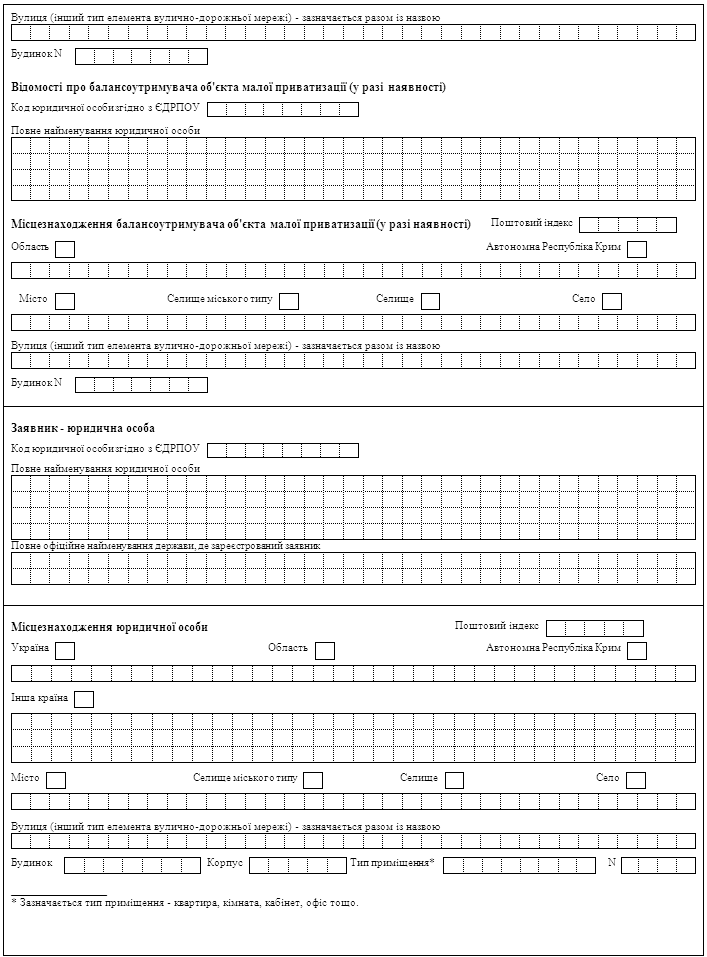 Вулиця (інший тип елемента вулично-дорожньої мережі) - зазначається разом із назвою
Будинок N
Відомості про балансоутримувача об'єкта малої приватизації (у разі наявності)
Код юридичної особи згідно з ЄДРПОУ
Повне найменування юридичної особи
Місцезнаходження балансоутримувача об'єкта малої приватизації (у разі наявності) Поштовий індекс
Область Автономна Республіка Крим
Місто Селище міського типу Селище Село
Вулиця (інший тип елемента вулично-дорожньої мережі) - зазначається разом із назвою
Будинок N
Заявник - юридична особа
Код юридичної особи згідно з ЄДРПОУ
Повне найменування юридичної особи
Повне офіційне найменування держави, де зареєстрований заявник
Місцезнаходження юридичної особи Поштовий індекс
Україна Область Автономна Республіка Крим
Інша країна
Місто Селище міського типу Селище Село
Вулиця (інший тип елемента вулично-дорожньої мережі) - зазначається разом із назвою
Будинок Корпус Тип приміщення* N
* Зазначається тип приміщення - квартира, кімната, кабінет, офіс тощо.